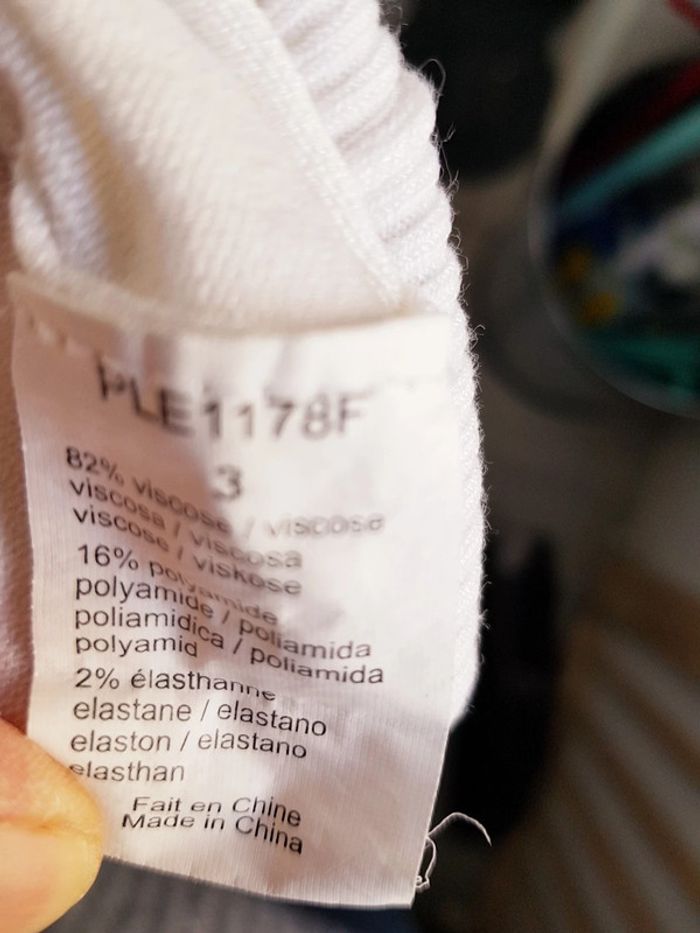 PLE1178F
3
82% viscose / viscose
viscosa / viscosa
viscose / viskose
16% polyamide
polyamide / poliamida
poliamidica / poliamida
polyamid
2% élasthanne
elastane / elastano
elaston / elastano
elasthan
Fait en Chine
Made in China